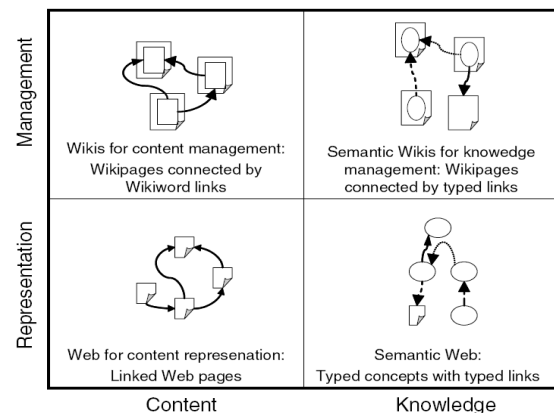 Management
Wikis for content management:
Wikipages connected by
Wikiword links
Semantic Wikis for knowedge
management: Wikipages
connected by typed links
Representation
Web for content represenation:
Linked Web pages
Semantic Web:
Typed concepts with typed links
Content
Knowledge